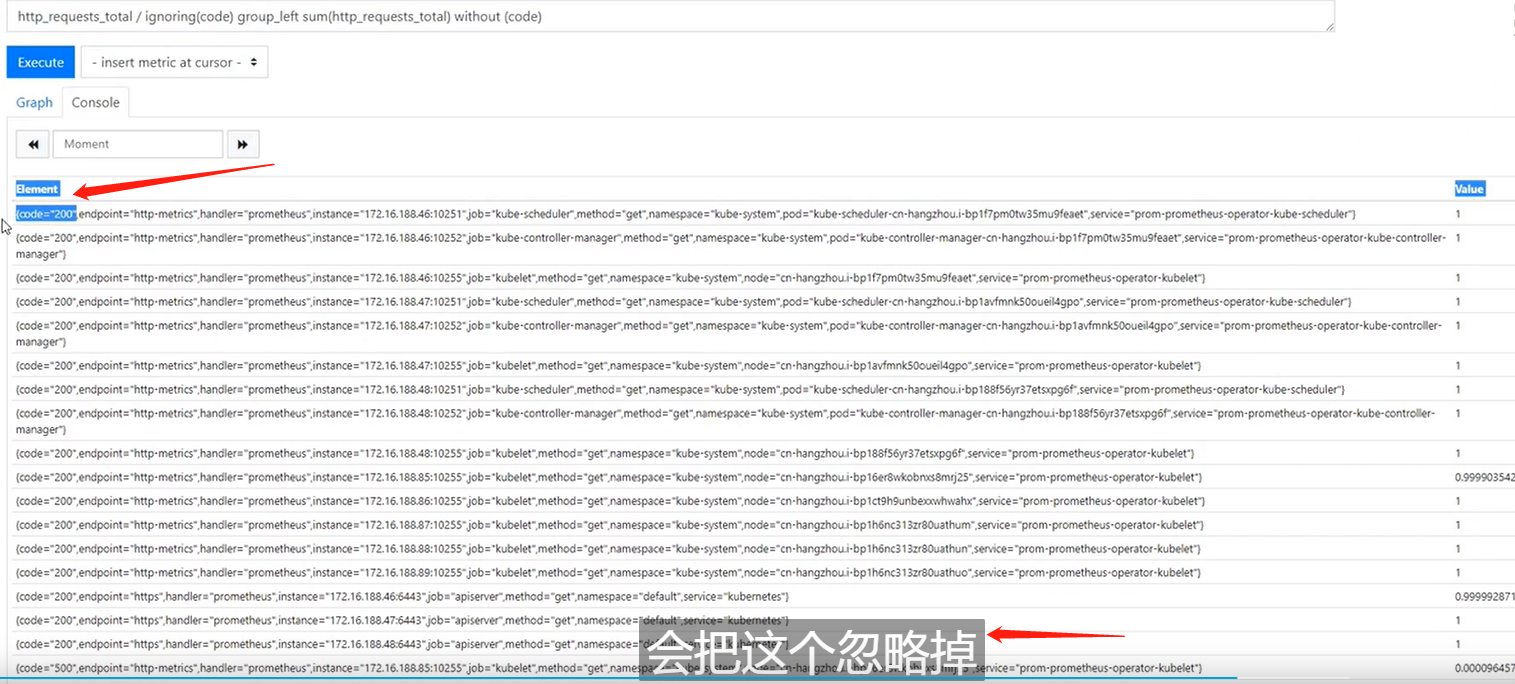 http_requests_total / ignoring(code) group_left sum(http_requests_total) without (code)
Execute
- insert metric at cursor -
Graph
Console
Moment
Element
Value
{code="200",endpoint="http-metrics",handler="prometheus",instance="172.16.188.46:10251",job="kube-scheduler",method="get",namespace="kube-system",pod="kube-scheduler-cn-hangzhou.i-bp1f7pm0tw35mu9feaet",service="prom-prometheus-operator-kube-scheduler"} 1
{code="200",endpoint="http-metrics",handler="prometheus",instance="172.16.188.46:10252",job="kube-controller-manager",method="get",namespace="kube-system",pod="kube-controller-manager-cn-hangzhou.i-bp1f7pm0tw35mu9feaet",service="prom-prometheus-operator-kube-controller- 1
manager"}
{code="200",endpoint="http-metrics",handler="prometheus",instance="172.16.188.46:10255",job="kubelet",method="get",namespace="kube-system",node="cn-hangzhou.i-bp1f7pm0tw35mu9feaet",service="prom-prometheus-operator-kubelet"} 1
{code="200",endpoint="http-metrics",handler="prometheus",instance="172.16.188.47:10251",job="kube-scheduler",method="get",namespace="kube-system",pod="kube-scheduler-cn-hangzhou.i-bp1avfmnk50oueil4gpo",service="prom-prometheus-operator-kube-scheduler"} 1
{code="200",endpoint="http-metrics",handler="prometheus",instance="172.16.188.47:10252",job="kube-controller-manager",method="get",namespace="kube-system",pod="kube-controller-manager-cn-hangzhou.i-bp1avfmnk50oueil4gpo",service="prom-prometheus-operator-kube-controller- 1
manager"}
{code="200",endpoint="http-metrics",handler="prometheus",instance="172.16.188.47:10255",job="kubelet",method="get",namespace="kube-system",node="cn-hangzhou.i-bp1avfmnk50oueil4gpo",service="prom-prometheus-operator-kubelet"} 1
{code="200",endpoint="http-metrics",handler="prometheus",instance="172.16.188.48:10251",job="kube-scheduler",method="get",namespace="kube-system",pod="kube-scheduler-cn-hangzhou.i-bp188f56yr37etsxpg6f",service="prom-prometheus-operator-kube-scheduler"} 1
{code="200",endpoint="http-metrics",handler="prometheus",instance="172.16.188.48:10252",job="kube-controller-manager",method="get",namespace="kube-system",pod="kube-controller-manager-cn-hangzhou.i-bp188f56yr37etsxpg6f",service="prom-prometheus-operator-kube-controller- 1
manager"}
{code="200",endpoint="http-metrics",handler="prometheus",instance="172.16.188.48:10255",job="kubelet",method="get",namespace="kube-system",node="cn-hangzhou.i-bp188f56yr37etsxpg6f",service="prom-prometheus-operator-kubelet"} 1
{code="200",endpoint="http-metrics",handler="prometheus",instance="172.16.188.85:10255",job="kubelet",method="get",namespace="kube-system",node="cn-hangzhou.i-bp16er8wkobnxs8mrj25",service="prom-prometheus-operator-kubelet"} 0.999903542
{code="200",endpoint="http-metrics",handler="prometheus",instance="172.16.188.86:10255",job="kubelet",method="get",namespace="kube-system",node="cn-hangzhou.i-bp1ct9h9unbexxwhwahx",service="prom-prometheus-operator-kubelet"} 1
{code="200",endpoint="http-metrics",handler="prometheus",instance="172.16.188.87:10255",job="kubelet",method="get",namespace="kube-system",node="cn-hangzhou.i-bp1h6nc313zr80uathum",service="prom-prometheus-operator-kubelet"} 1
{code="200",endpoint="http-metrics",handler="prometheus",instance="172.16.188.88:10255",job="kubelet",method="get",namespace="kube-system",node="cn-hangzhou.i-bp1h6nc313zr80uathun",service="prom-prometheus-operator-kubelet"} 1
{code="200",endpoint="http-metrics",handler="prometheus",instance="172.16.188.89:10255",job="kubelet",method="get",namespace="kube-system",node="cn-hangzhou.i-bp1h6nc313zr80uathuo",service="prom-prometheus-operator-kubelet"} 1
{code="200",endpoint="https",handler="prometheus",instance="172.16.188.46:6443",job="apiserver",method="get",namespace="default",service="kubernetes"} 0.999992871
{code="200",endpoint="https",handler="prometheus",instance="172.16.188.47:6443",job="apiserver",method="get",namespace="default",service="kubernetes"} 1
{code="200",endpoint="https",handler="prometheus",instance="172.16.188.48:6443",job="apiserver",method="get",namespace="default",service="kubernetes"} 1
{code="500",endpoint="http-metrics",handler="prometheus",instance="172.16.188.85:10255",job="kubelet",method="get",namespace="kube-system",service="prom-prometheus-operator-kubelet"} 0.000096457
会把这个忽略掉